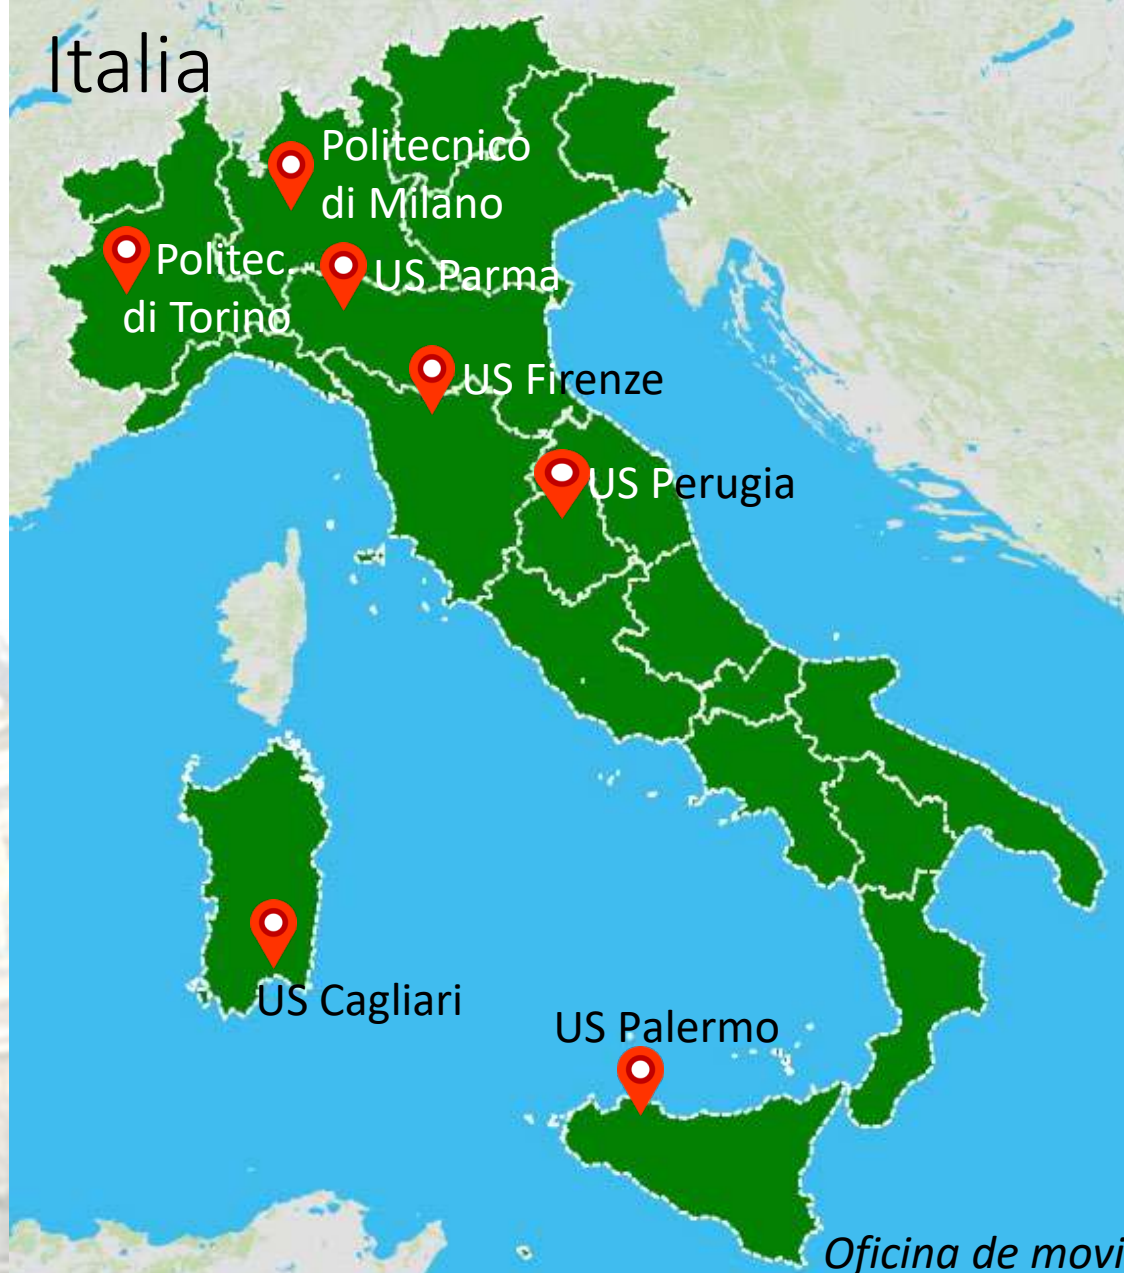 Italia
Politecnico
di Milano
Politec.
di Torino
US Parma
US Firenze
US Perugia
US Cagliari
US Palermo
Oficina de movi